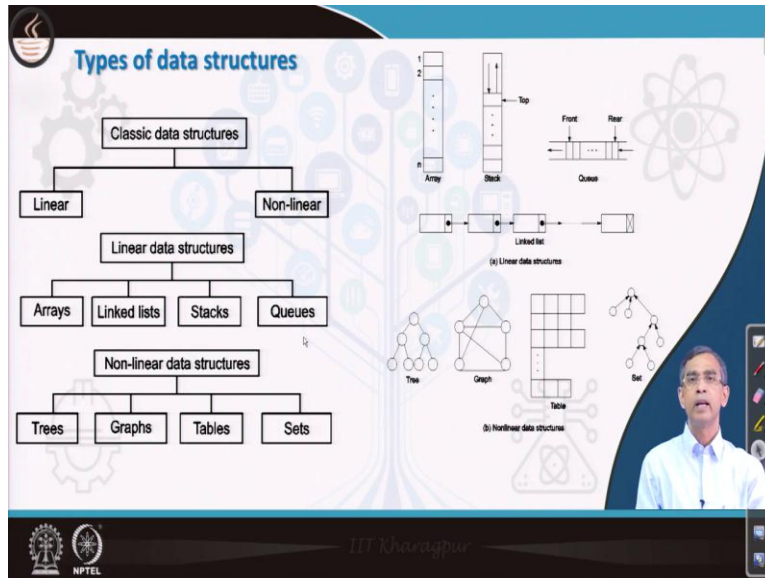 Types of data structures
Classic data structures
Linear
Non-linear
Linear data structures
Arrays
Linked lists
Stacks
Queues
Non-linear data structures
Trees
Graphs
Tables
Sets
1
2
n
Array
Top
Stack
Front
Rear
Queue
Linked list
(a) Linear data structures
Tree
Graph
Table
Set
(b) Nonlinear data structures
NPTEL
IIT Kharagpur